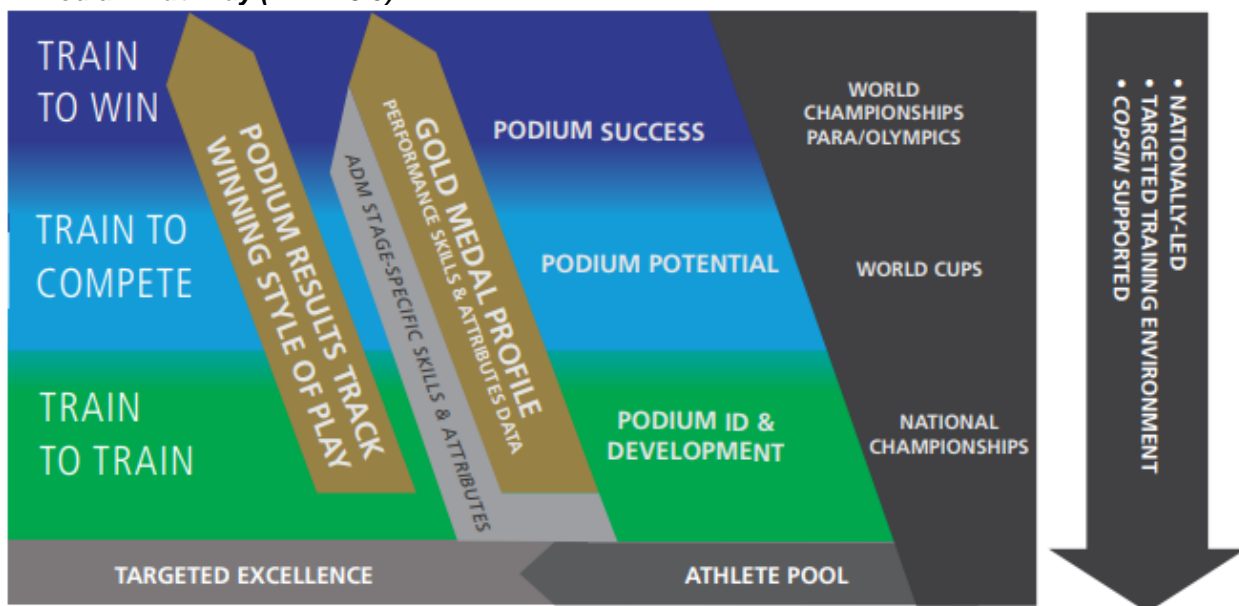 TRAIN
TO WIN
PODIUM RESULTS TRACK
WINNING STYLE OF PLAY
ADM STAGE-SPECIFIC SKILLS & ATTRIBUTES
GOLD MEDAL PROFILE
PERFORMANCE SKILLS & ATTRIBUTES DATA
PODIUM SUCCESS
WORLD
CHAMPIONSHIPS
PARA/OLYMPICS
TRAIN TO
COMPETE
PODIUM POTENTIAL
WORLD CUPS
TRAIN
TO TRAIN
PODIUM ID &
DEVELOPMENT
NATIONAL
CHAMPIONSHIPS
TARGETED EXCELLENCE
ATHLETE POOL
• NATIONALLY-LED
• TARGETED TRAINING ENVIRONMENT
• COPSIN SUPPORTED